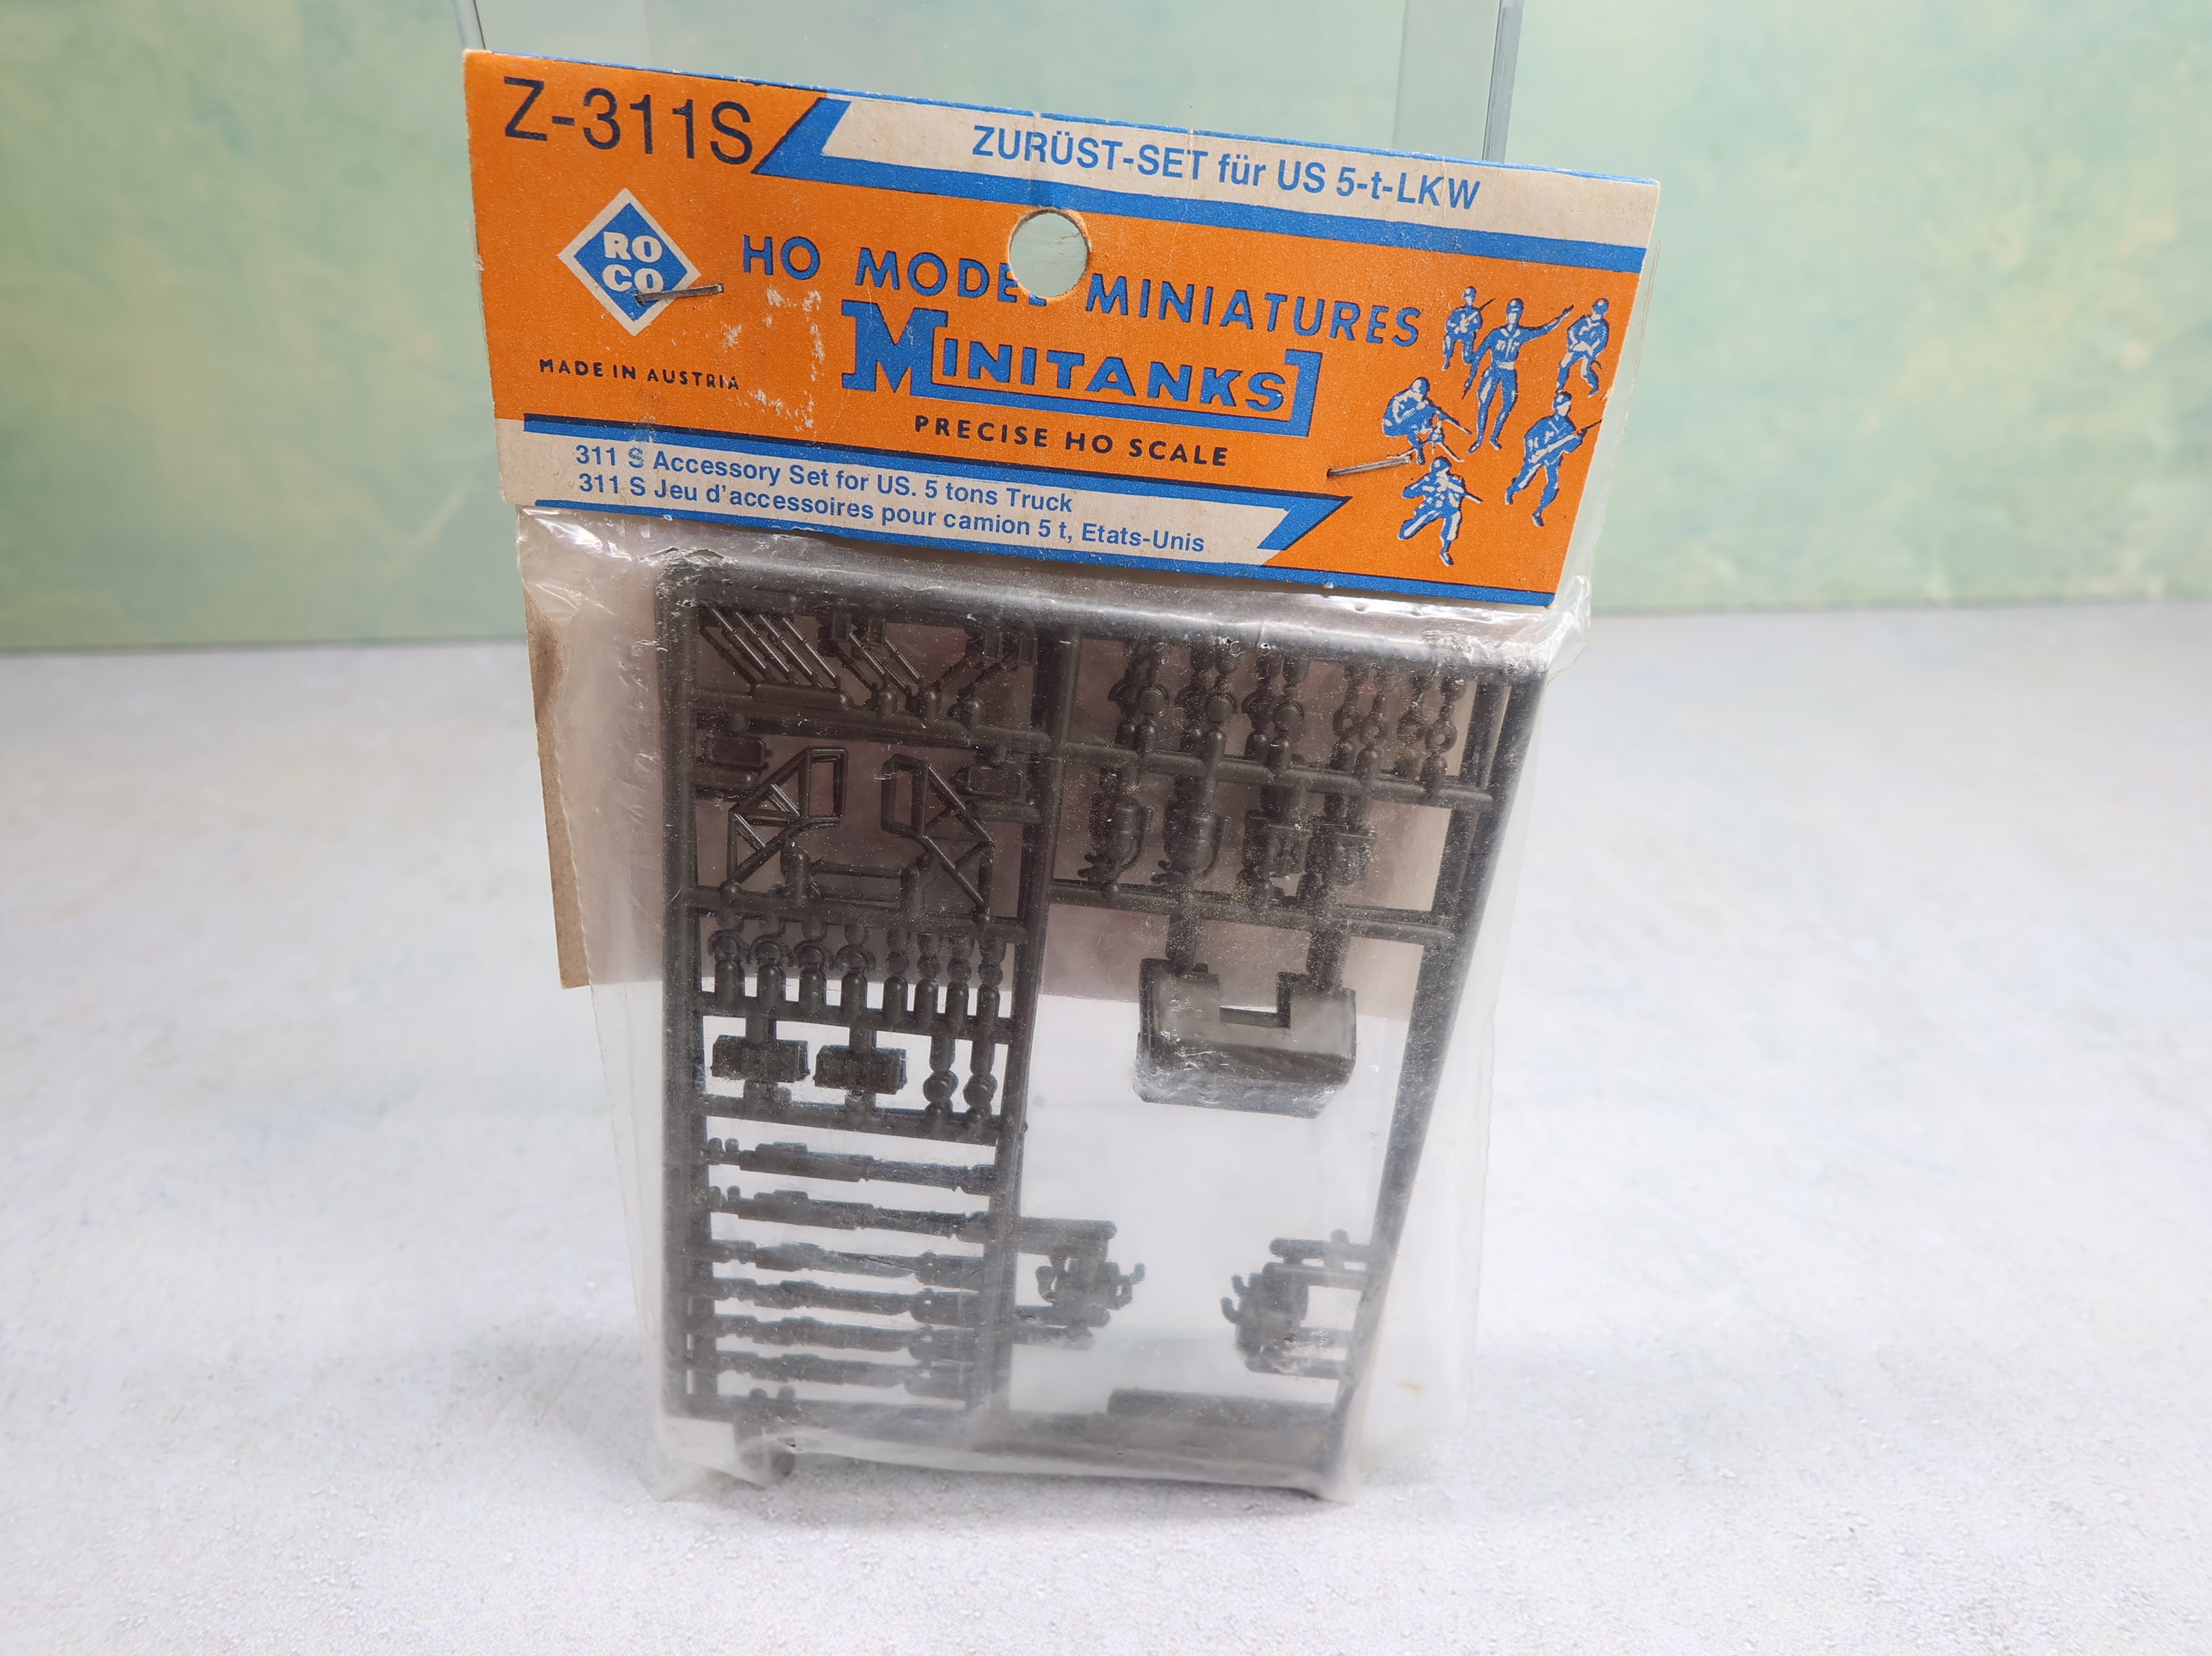 Z-311S
ZURÜST-SET für US 5-t-LKW
RO
CO
HO MODEL MINIATURES
MINITANKS
MADE IN AUSTRIA
PRECISE HO SCALE
311 S Accessory Set for US. 5 tons Truck
311 S Jeu d'accessoires pour camion 5 t, Etats-Unis